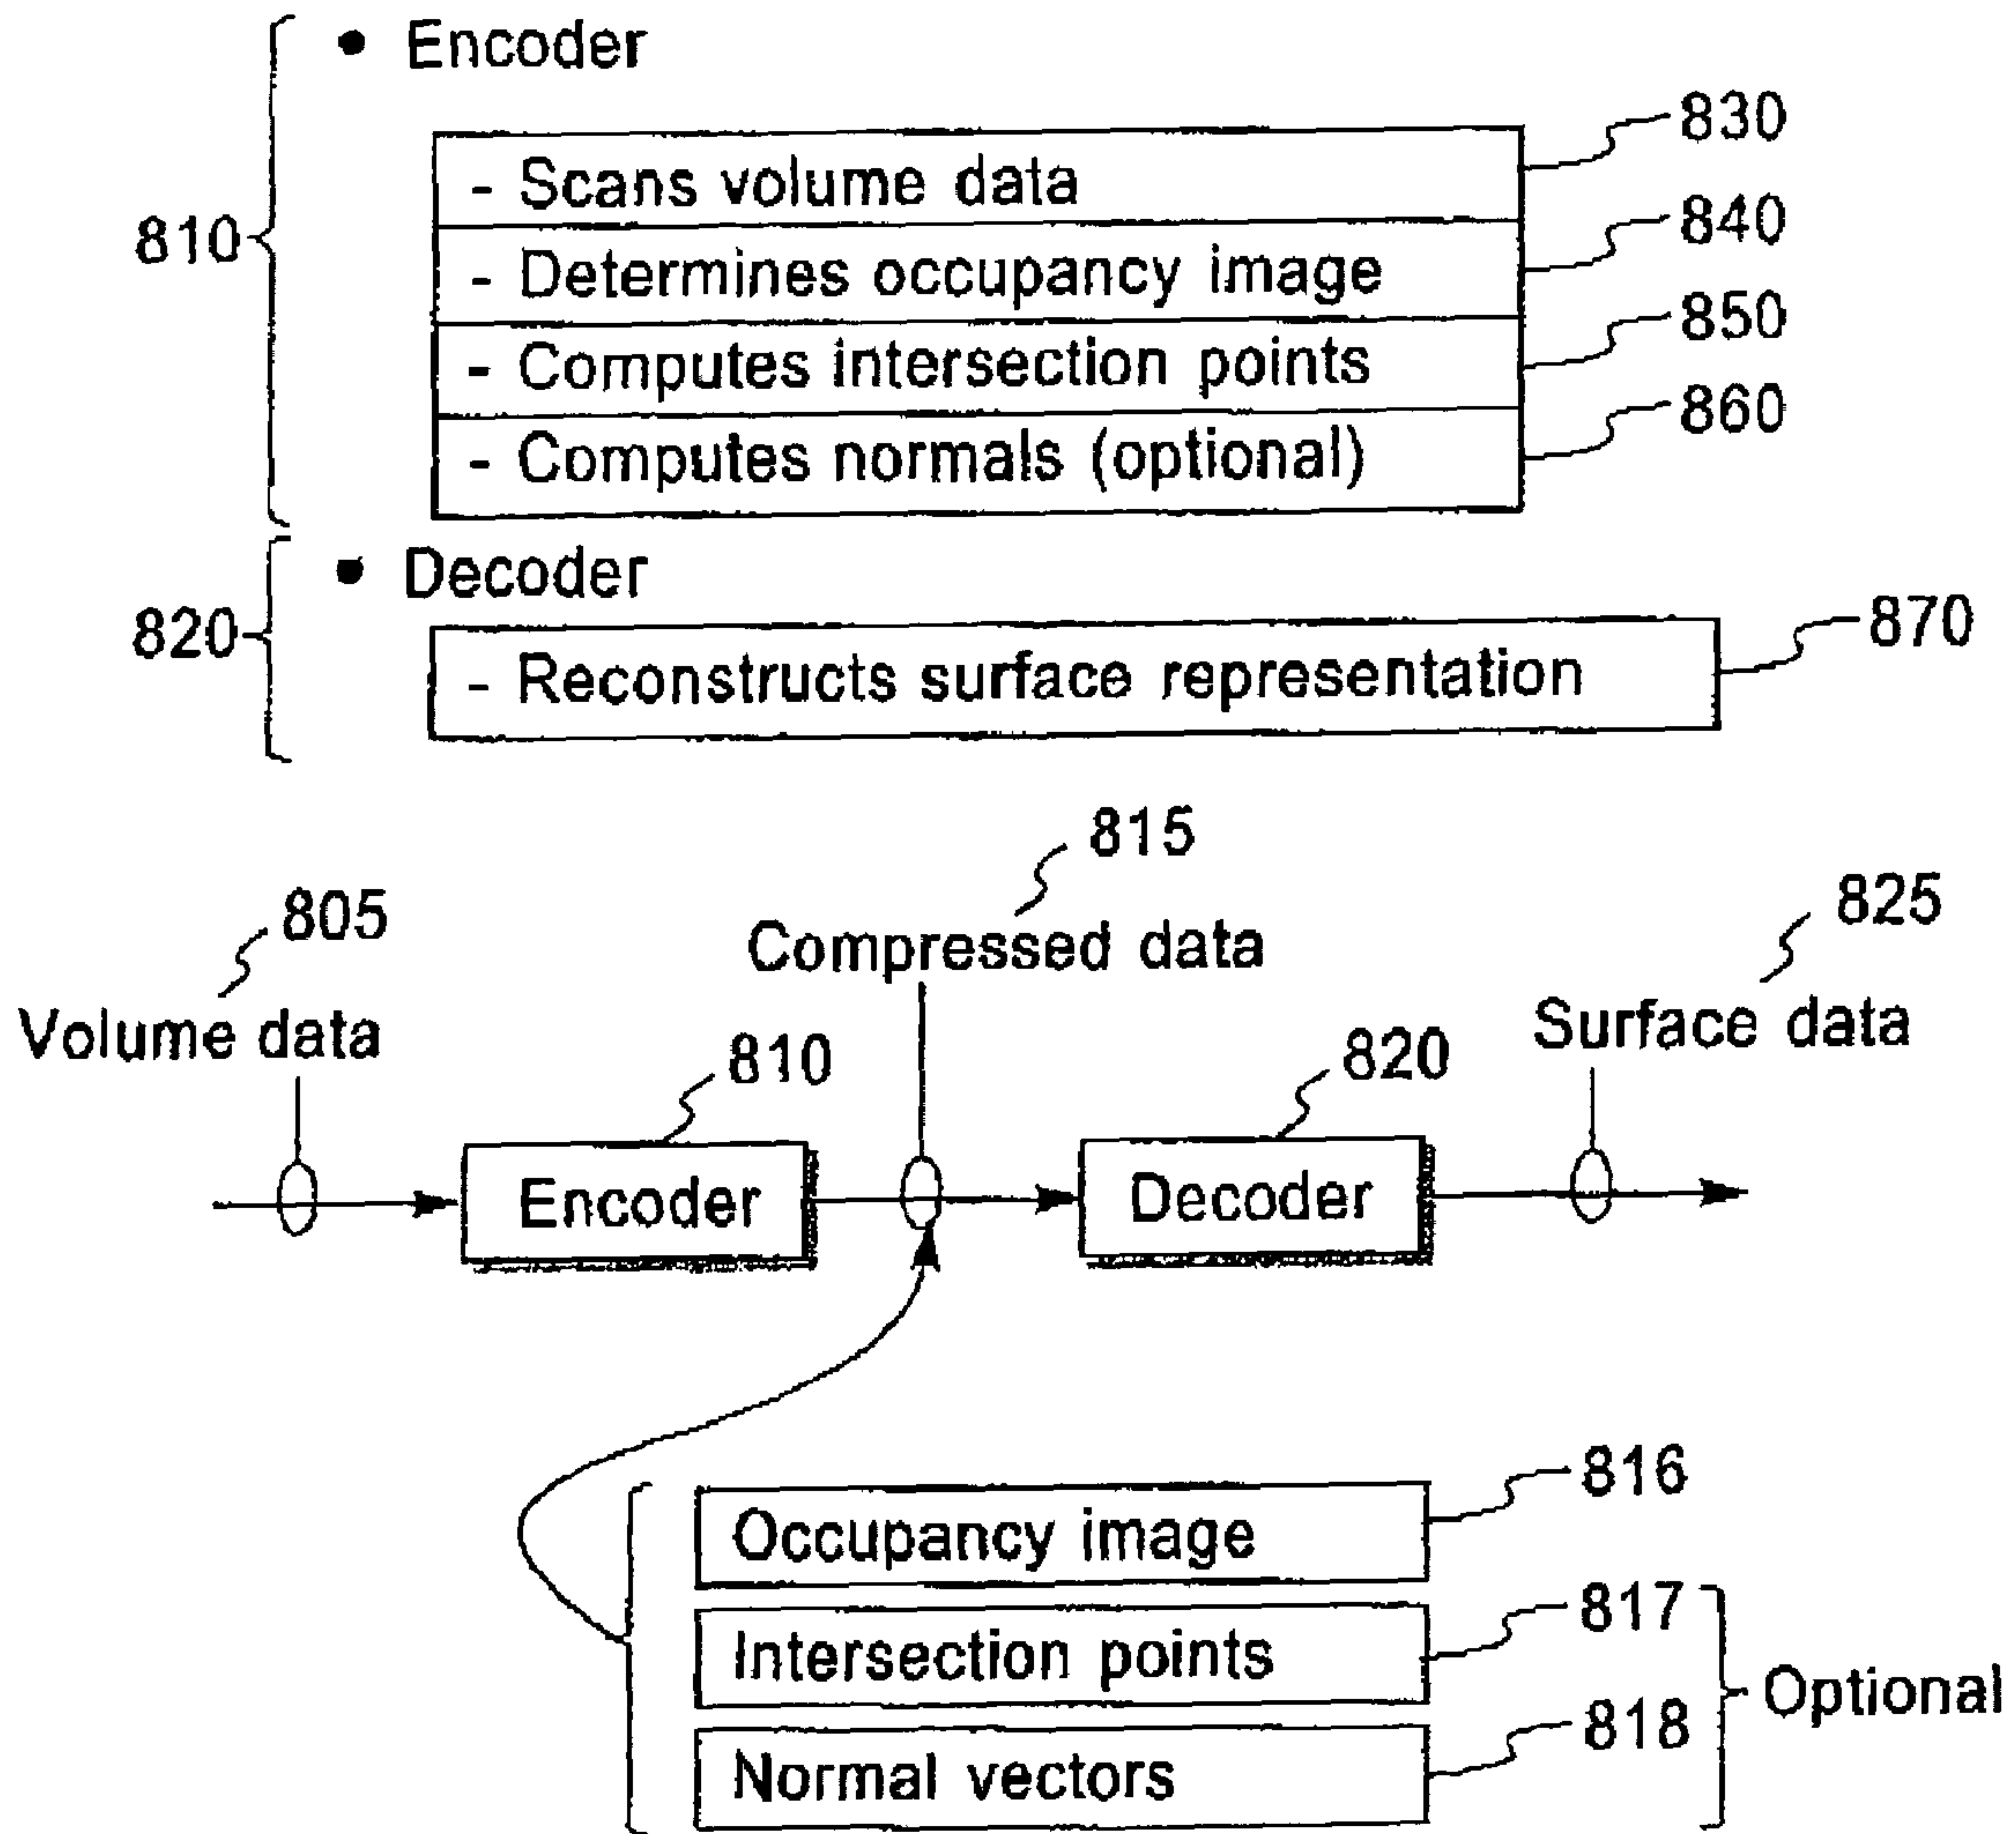 • Encoder
- Scans volume data
830
- Determines occupancy image
840
810
- Computes intersection points
850
- Computes normals (optional)
860
• Decoder
820
- Reconstructs surface representation
870
815
805
Compressed data
825
Volume data
Surface data
810
820
Encoder
Decoder
Occupancy image
816
Intersection points
817
Optional
Normal vectors
818